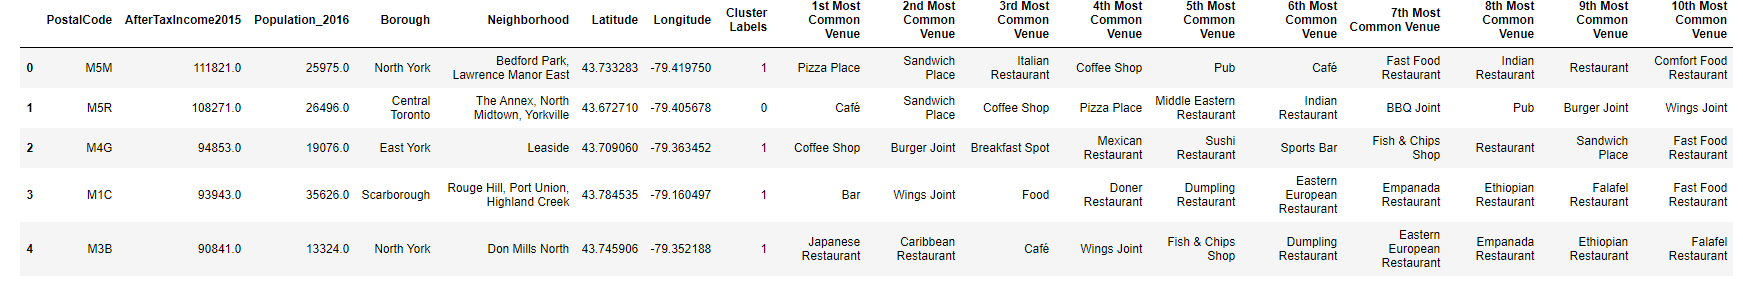 PostalCode AfterTaxIncome2015 Population_2016 Borough Neighborhood Latitude Longitude Cluster Labels 1st Most Common Venue 2nd Most Common Venue 3rd Most Common Venue 4th Most Common Venue 5th Most Common Venue 6th Most Common Venue 7th Most Common Venue 8th Most Common Venue 9th Most Common Venue 10th Most Common Venue
0 M5M 111821.0 25975.0 North York Bedford Park, Lawrence Manor East 43.733283 -79.419750 1 Pizza Place Sandwich Place Italian Restaurant Coffee Shop Pub Café Fast Food Restaurant Indian Restaurant Restaurant Comfort Food Restaurant
1 M5R 108271.0 26496.0 Central Toronto The Annex, North Midtown, Yorkville 43.672710 -79.405678 0 Café Sandwich Place Coffee Shop Pizza Place Middle Eastern Restaurant Indian Restaurant BBQ Joint Pub Burger Joint Wings Joint
2 M4G 94853.0 19076.0 East York Leaside 43.709060 -79.363452 1 Coffee Shop Burger Joint Breakfast Spot Mexican Restaurant Sushi Restaurant Sports Bar Fish & Chips Shop Restaurant Sandwich Place Fast Food Restaurant
3 M1C 93943.0 35626.0 Scarborough Rouge Hill, Port Union, Highland Creek 43.784535 -79.160497 1 Bar Wings Joint Food Doner Restaurant Dumpling Restaurant Eastern European Restaurant Empanada Restaurant Ethiopian Restaurant Falafel Restaurant Fast Food Restaurant
4 M3B 90841.0 13324.0 North York Don Mills North 43.745906 -79.352188 1 Japanese Restaurant Caribbean Restaurant Café Wings Joint Fish & Chips Shop Dumpling Restaurant Eastern European Restaurant Empanada Restaurant Ethiopian Restaurant Falafel Restaurant